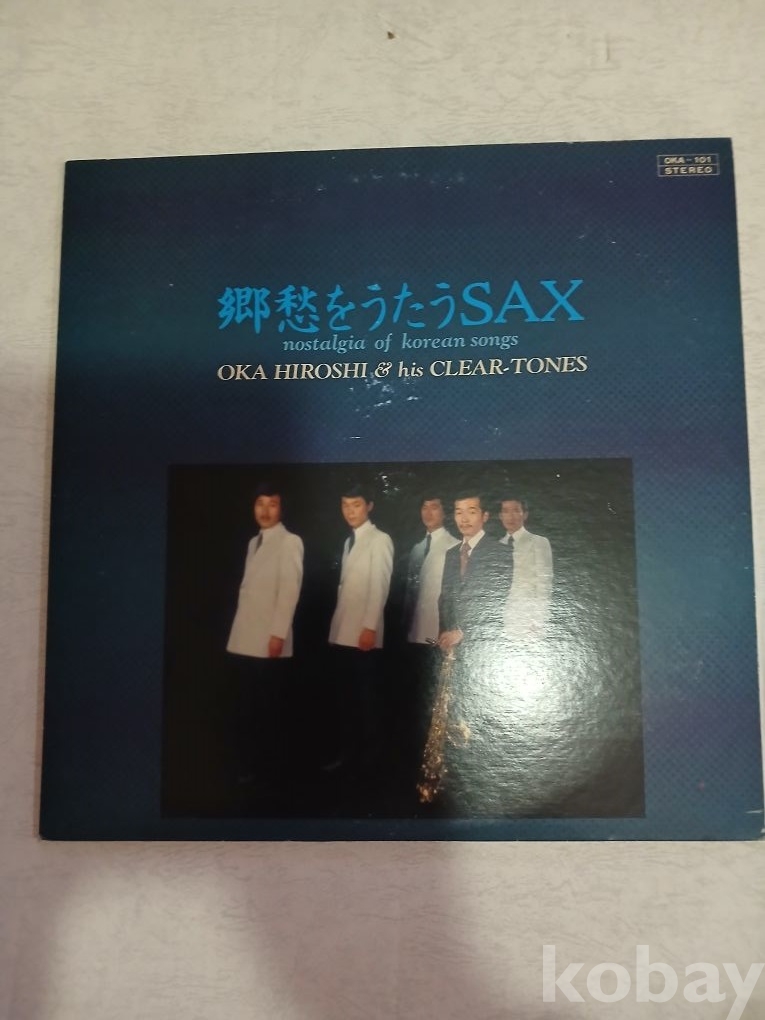 OKA-101
STEREO
郷愁をうたうSAX
nostalgia of korean songs
OKA HIROSHI & his CLEAR-TONES
kobay